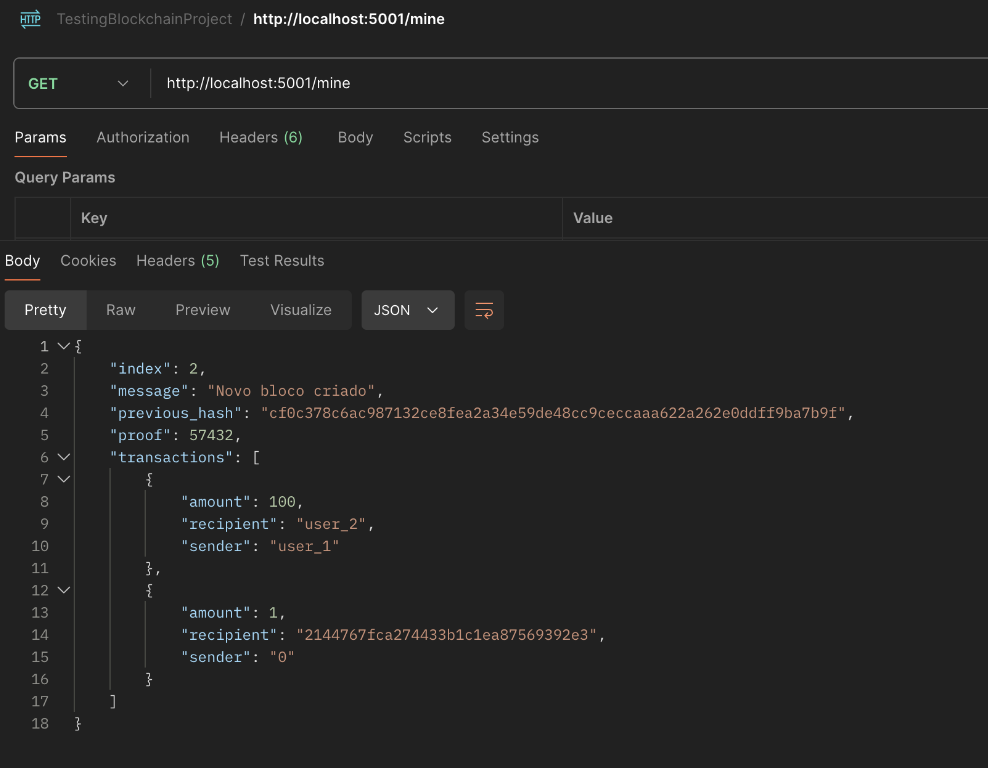 HTTP TestingBlockchainProject / http://localhost:5001/mine
GET http://localhost:5001/mine
Params Authorization Headers (6) Body Scripts Settings
Query Params
Key Value
Body Cookies Headers (5) Test Results
Pretty Raw Preview Visualize JSON
1 {
2 "index": 2,
3 "message": "Novo bloco criado",
4 "previous_hash": "cf0c378c6ac987132ce8fea2a34e59de48cc9ceccaaa622a262e0ddff9ba7b9f",
5 "proof": 57432,
6 "transactions": [
7 {
8 "amount": 100,
9 "recipient": "user_2",
10 "sender": "user_1"
11 },
12 {
13 "amount": 1,
14 "recipient": "2144767fca274433b1c1ea87569392e3",
15 "sender": "0"
16 }
17 ]
18 }